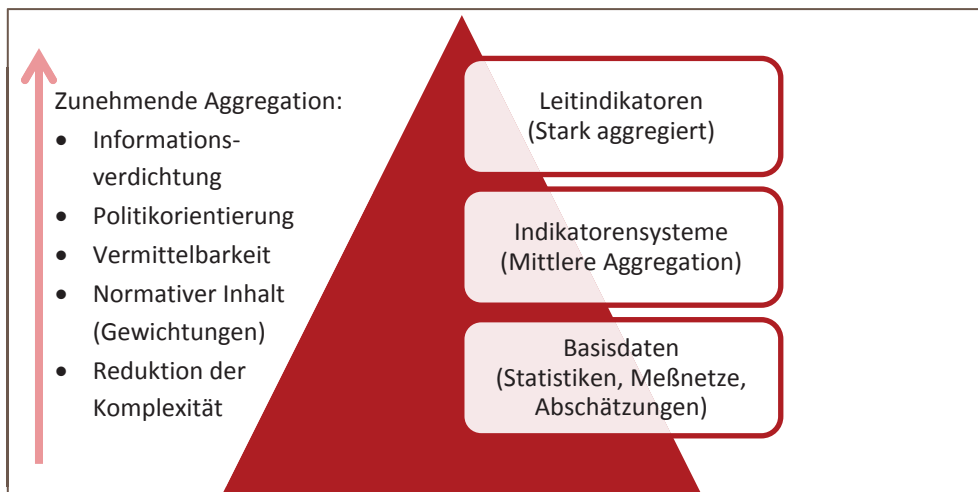 Zunehmende Aggregation:
• Informations-
verdichtung
• Politikorientierung
• Vermittelbarkeit
• Normativer Inhalt
(Gewichtungen)
• Reduktion der
Komplexität
Leitindikatoren
(Stark aggregiert)
Indikatorensysteme
(Mittlere Aggregation)
Basisdaten
(Statistiken, Meßnetze,
Abschätzungen)